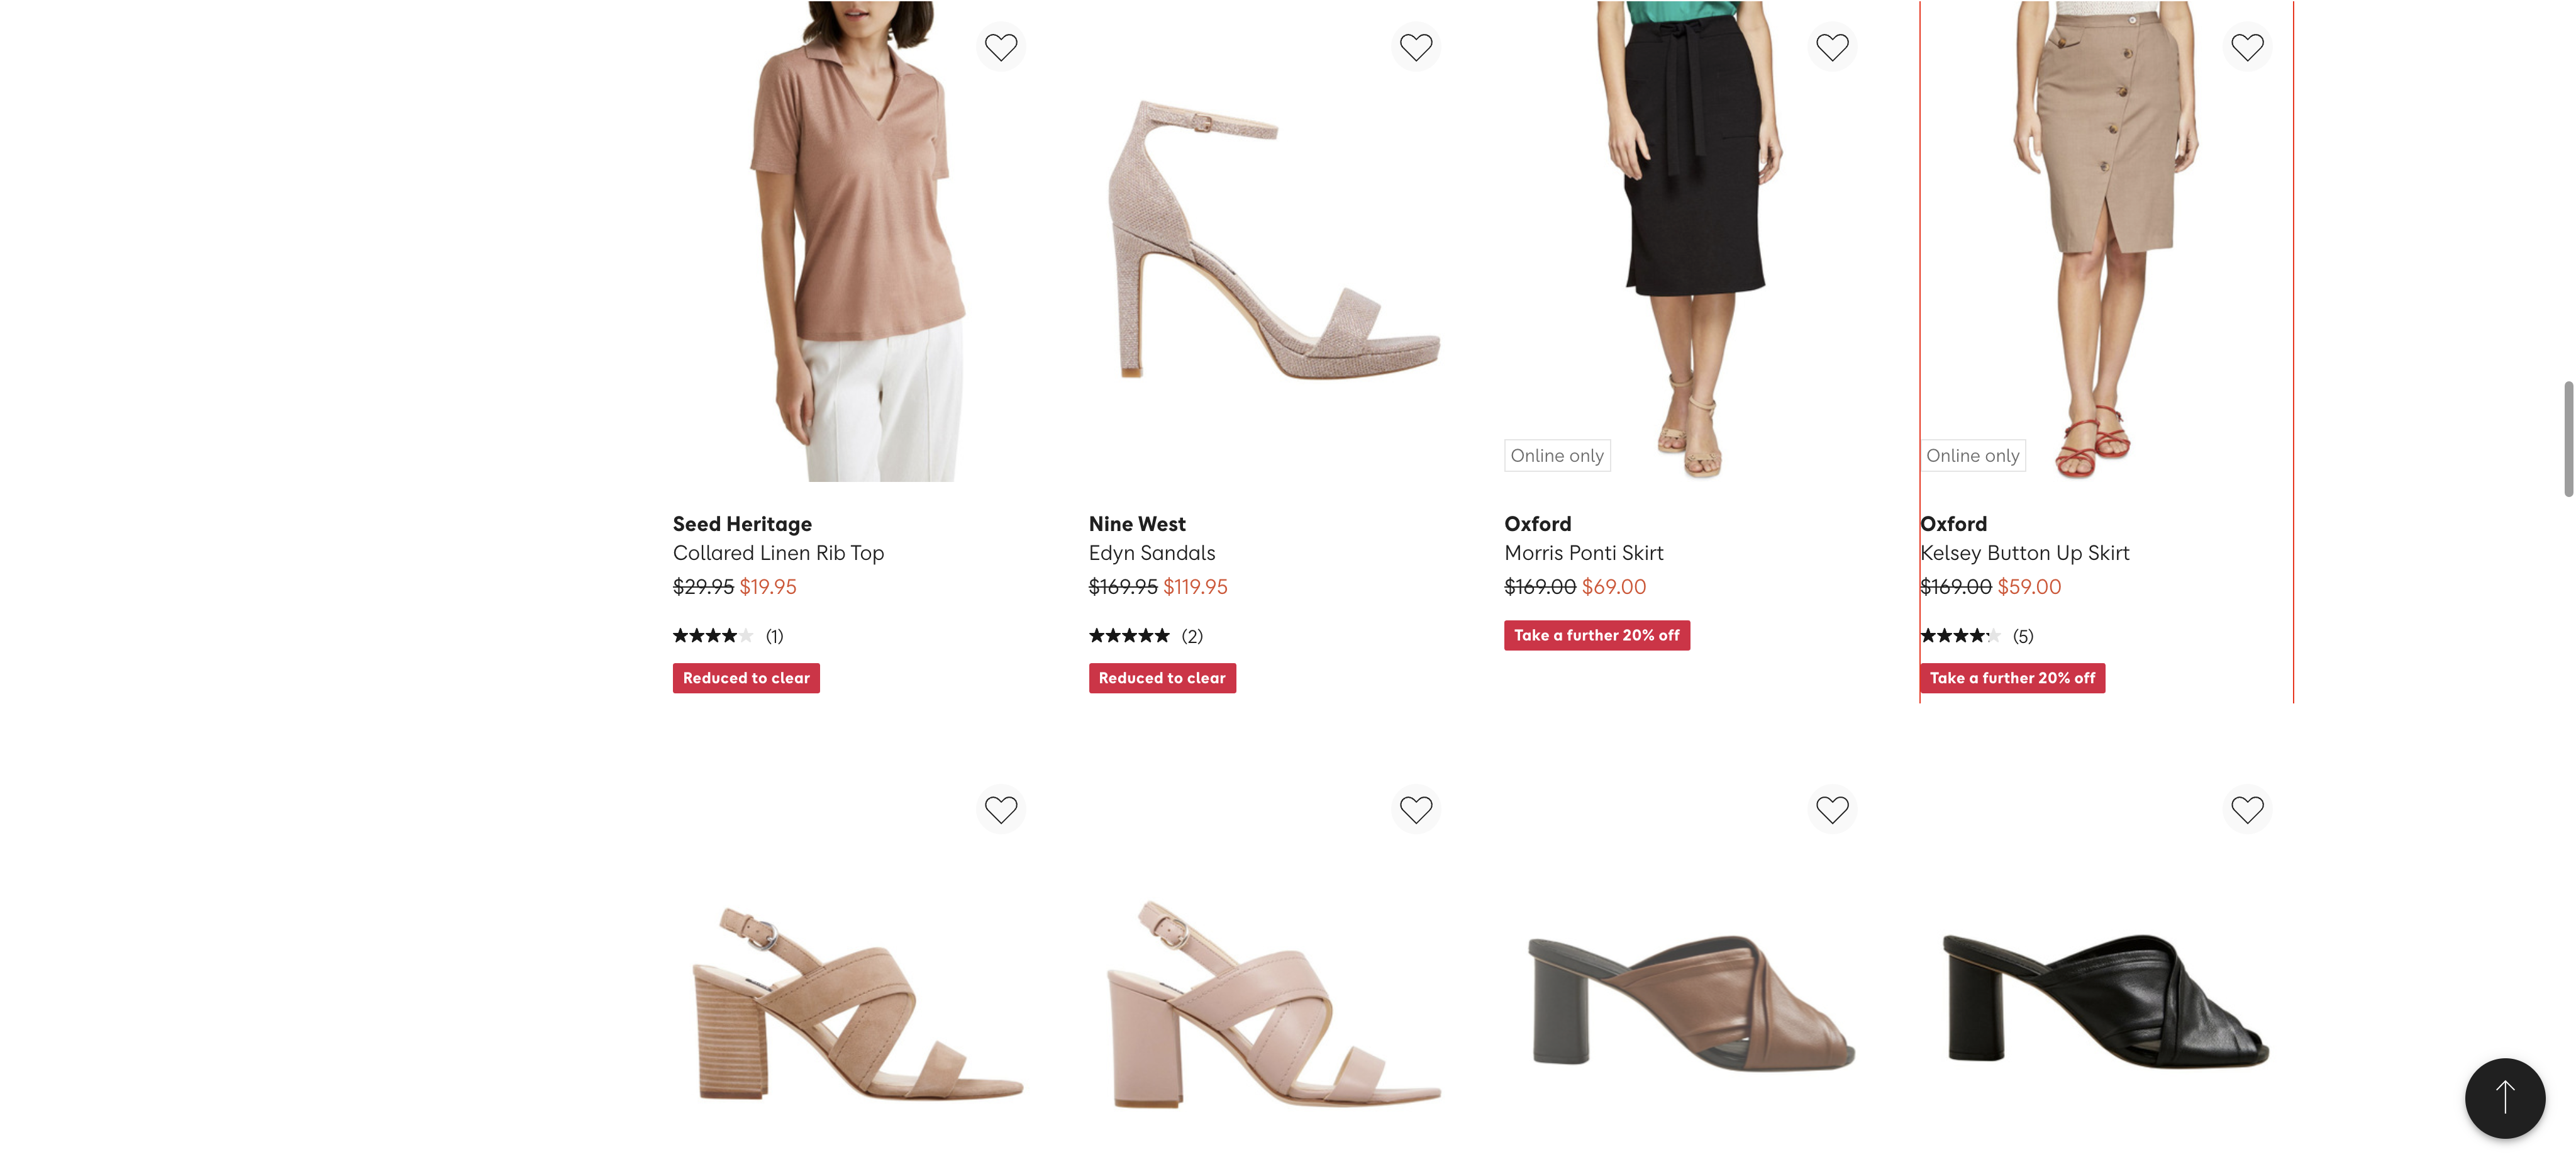 Online only
Online only
Seed Heritage
Collared Linen Rib Top
$29.95 $19.95
(1)
Reduced to clear
Nine West
Edyn Sandals
$169.95 $119.95
(2)
Reduced to clear
Oxford
Morris Ponti Skirt
$169.00 $69.00
Take a further 20% off
Oxford
Kelsey Button Up Skirt
$169.00 $59.00
(5)
Take a further 20% off